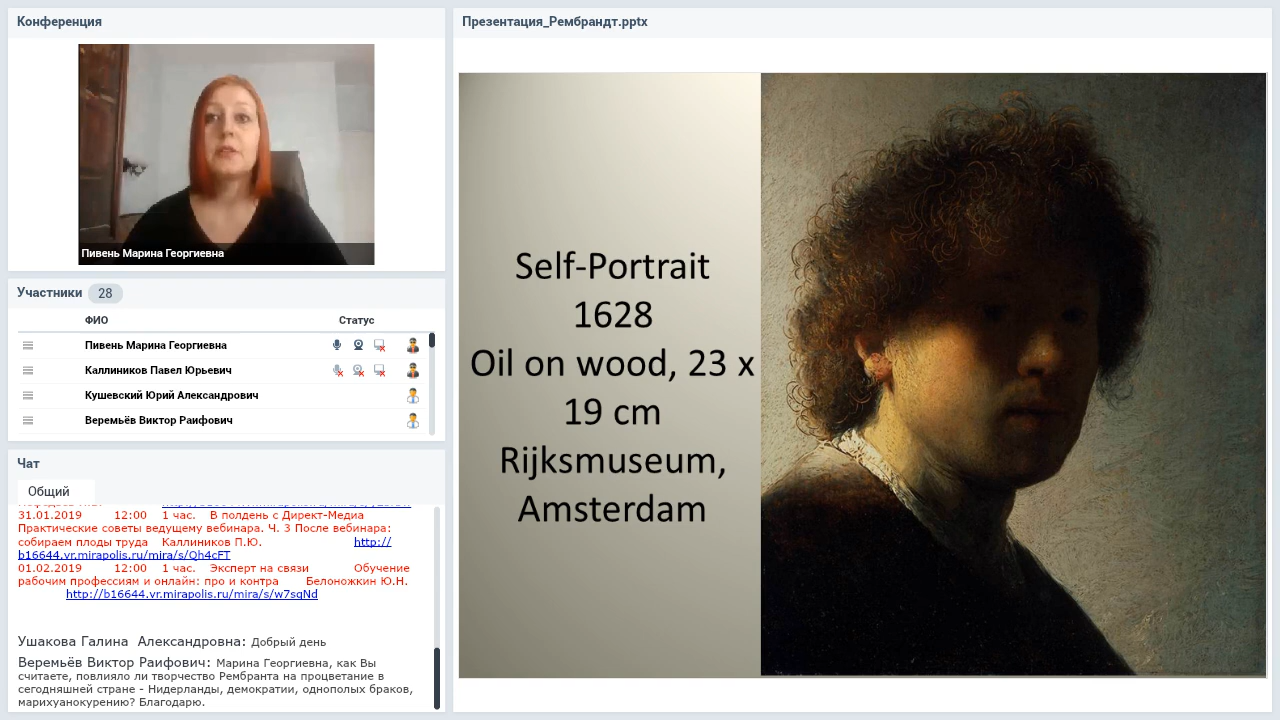 Конференция
Пивень Марина Георгиевна
Участники 28
ФИО Статус
Пивень Марина Георгиевна
Каллиников Павел Юрьевич
Кушевский Юрий Александрович
Веремьёв Виктор Раифович
Чат
Общий
31.01.2019 12:00 1 час. В полдень с Директ-Медиа
Практические советы ведущему вебинара. Ч. 3 После вебинара:
собираем плоды труда Каллиников П.Ю. http://
b16644.vr.mirapolis.ru/mira/s/Qh4cFT
01.02.2019 12:00 1 час. Эксперт на связи Обучение
рабочим профессиям и онлайн: про и контра Белоножкин Ю.Н.
http://b16644.vr.mirapolis.ru/mira/s/w7sqNd
Ушакова Галина Александровна: Добрый день
Веремьёв Виктор Раифович: Марина Георгиевна, как Вы
считаете, повлияло ли творчество Рембранта на процветание в
сегодняшней стране - Нидерланды, демократии, однополых браков,
марихуанокурению? Благодарю.
Презентация_Рембрандт.pptx
Self-Portrait
1628
Oil on wood, 23 x
19 cm
Rijksmuseum,
Amsterdam